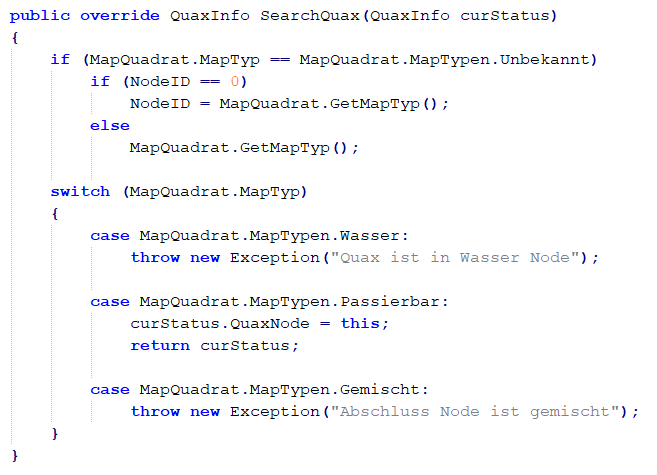 public override QuaxInfo SearchQuax(QuaxInfo curStatus)
{
    if (MapQuadrat.MapTyp == MapQuadrat.MapTypen.Unbekannt)
        if (NodeID == 0)
            NodeID = MapQuadrat.GetMapTyp();
        else
            MapQuadrat.GetMapTyp();

    switch (MapQuadrat.MapTyp)
    {
        case MapQuadrat.MapTypen.Wasser:
            throw new Exception("Quax ist in Wasser Node");

        case MapQuadrat.MapTypen.Passierbar:
            curStatus.QuaxNode = this;
            return curStatus;

        case MapQuadrat.MapTypen.Gemischt:
            throw new Exception("Abschluss Node ist gemischt");
    }
}